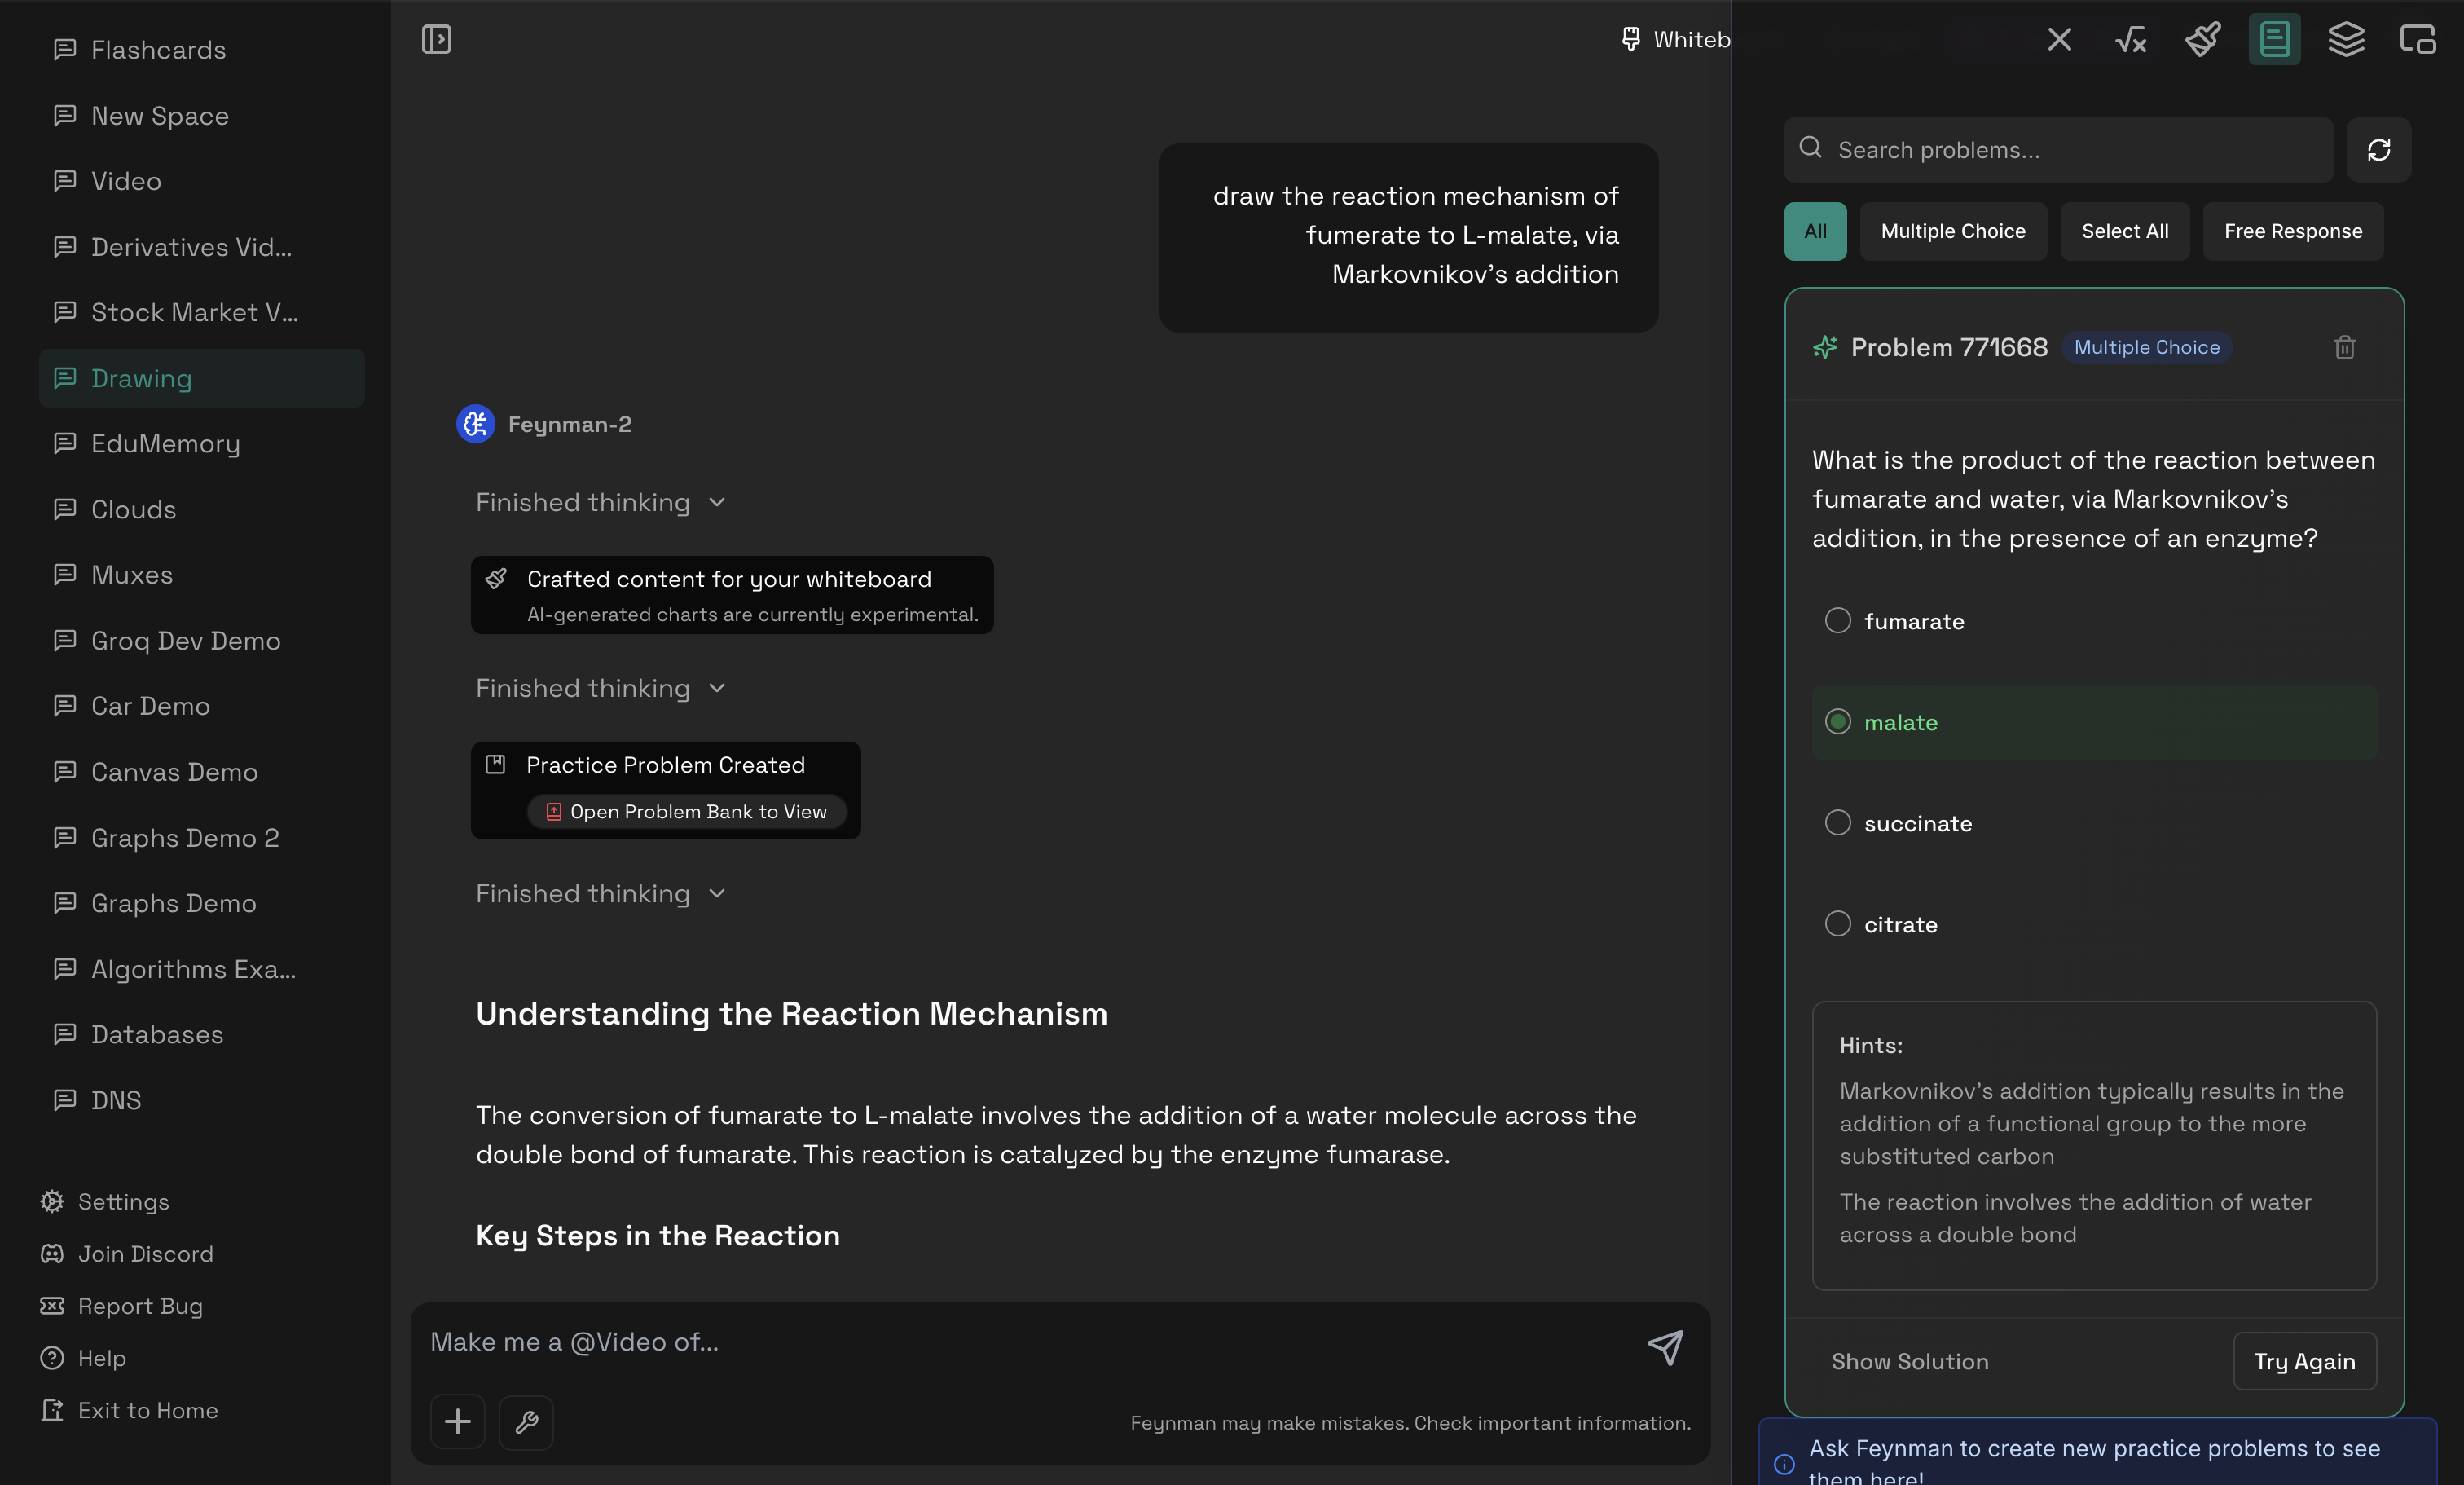 Flashcards
New Space
Video
Derivatives Vid...
Stock Market V...
Drawing
EduMemory
Clouds
Muxes
Groq Dev Demo
Car Demo
Canvas Demo
Graphs Demo 2
Graphs Demo
Algorithms Exa...
Databases
DNS
Settings
Join Discord
Report Bug
Help
Exit to Home
Whiteb
draw the reaction mechanism of
fumerate to L-malate, via
Markovnikov's addition
Feynman-2
Finished thinking
Crafted content for your whiteboard
AI-generated charts are currently experimental.
Finished thinking
Practice Problem Created
Open Problem Bank to View
Finished thinking
Understanding the Reaction Mechanism
The conversion of fumarate to L-malate involves the addition of a water molecule across the
double bond of fumarate. This reaction is catalyzed by the enzyme fumarase.
Key Steps in the Reaction
Make me a @Video of...
Feynman may make mistakes. Check important information.
Search problems...
All
Multiple Choice
Select All
Free Response
Problem 771668
Multiple Choice
What is the product of the reaction between
fumarate and water, via Markovnikov's
addition, in the presence of an enzyme?
fumarate
malate
succinate
citrate
Hints:
Markovnikov's addition typically results in the
addition of a functional group to the more
substituted carbon
The reaction involves the addition of water
across a double bond
Show Solution
Try Again
Ask Feynman to create new practice problems to see
them here!